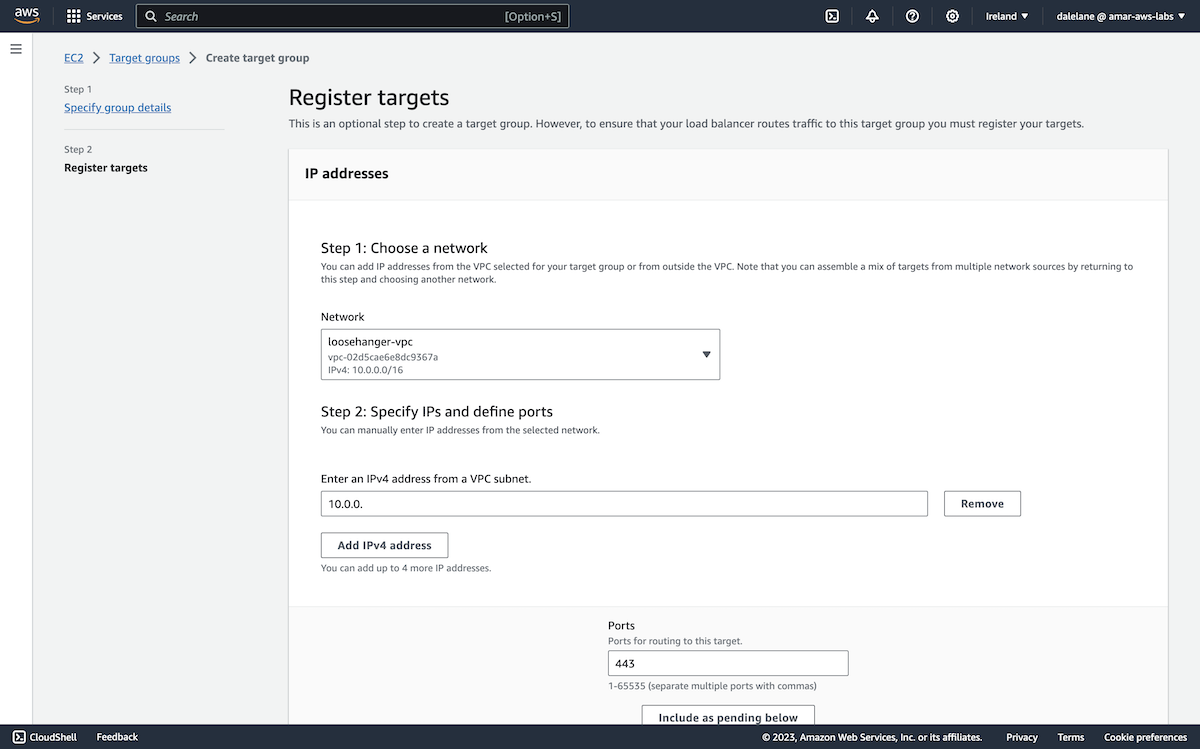 aws
Services
Search
[Option+S]
Ireland
dalelane @ amar-aws-labs
EC2
Target groups
Create target group
Step 1
Specify group details
Step 2
Register targets
Register targets
This is an optional step to create a target group. However, to ensure that your load balancer routes traffic to this target group you must register your targets.
IP addresses
Step 1: Choose a network
You can add IP addresses from the VPC selected for your target group or from outside the VPC. Note that you can assemble a mix of targets from multiple network sources by returning to
this step and choosing another network.
Network
loosehanger-vpc
vpc-02d5cae6e8dc9367a
IPv4: 10.0.0.0/16
Step 2: Specify IPs and define ports
You can manually enter IP addresses from the selected network.
Enter an IPv4 address from a VPC subnet.
10.0.0.
Remove
Add IPv4 address
You can add up to 4 more IP addresses.
Ports
Ports for routing to this target.
443
1-65535 (separate multiple ports with commas)
Include as pending below
CloudShell
Feedback
© 2023, Amazon Web Services, Inc. or its affiliates.
Privacy
Terms
Cookie preferences